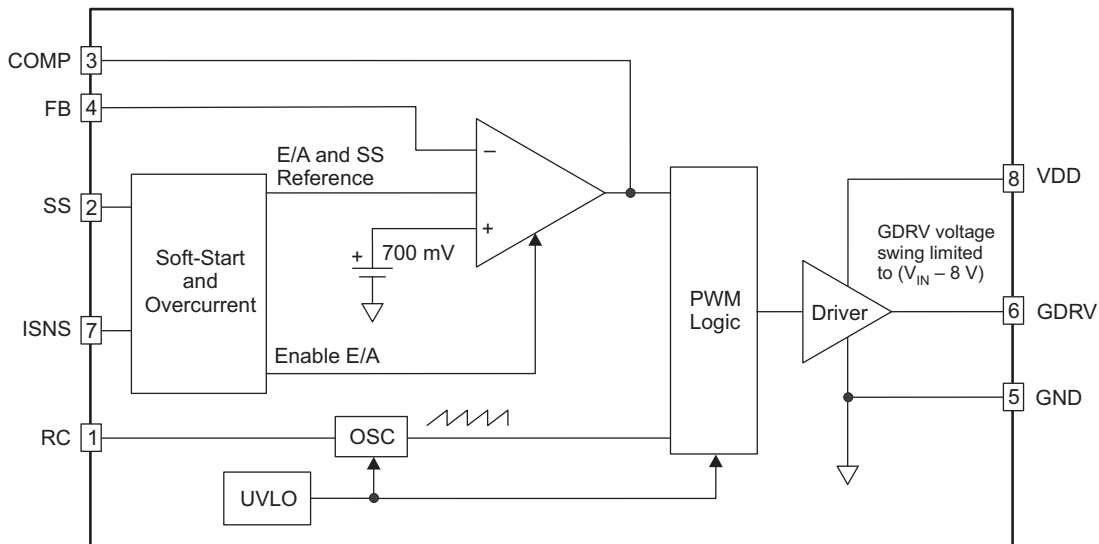 COMP 3
FB 4
E/A and SS
Reference
SS 2
8 VDD
+
−
+
700 mV
GDRV voltage
swing limited
to (V_IN – 8 V)
Soft-Start
and
Overcurrent
PWM
Logic
Driver
6 GDRV
ISNS 7
Enable E/A
5 GND
RC 1
OSC
UVLO